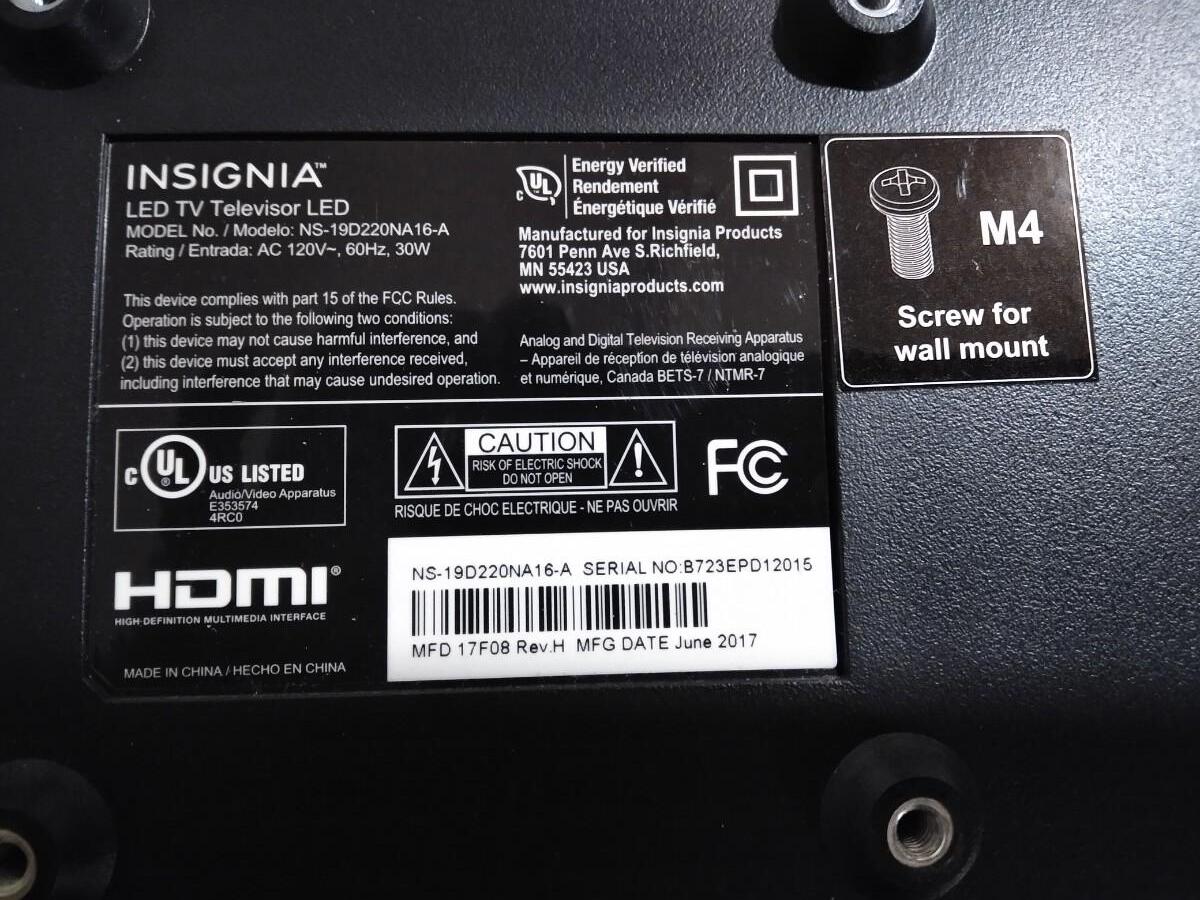 INSIGNIA™
LED TV Televisor LED
MODEL No. / Modelo: NS-19D220NA16-A
Rating / Entrada: AC 120V~, 60Hz, 30W
This device complies with part 15 of the FCC Rules.
Operation is subject to the following two conditions:
(1) this device may not cause harmful interference, and
(2) this device must accept any interference received,
including interference that may cause undesired operation.
c UL ™
Energy Verified
Rendement
Énergétique Vérifié
Manufactured for Insignia Products
7601 Penn Ave S.Richfield,
MN 55423 USA
www.insigniaproducts.com
Analog and Digital Television Receiving Apparatus
– Appareil de réception de télévision analogique
et numérique, Canada BETS-7 / NTMR-7
M4
Screw for
wall mount
c UL ® US LISTED
Audio/Video Apparatus
E353574
4RC0
CAUTION
RISK OF ELECTRIC SHOCK
DO NOT OPEN
RISQUE DE CHOC ELECTRIQUE - NE PAS OUVRIR
FC
HDMI®
HIGH-DEFINITION MULTIMEDIA INTERFACE
MADE IN CHINA / HECHO EN CHINA
NS-19D220NA16-A SERIAL NO:B723EPD12015
MFD 17F08 Rev.H MFG DATE June 2017